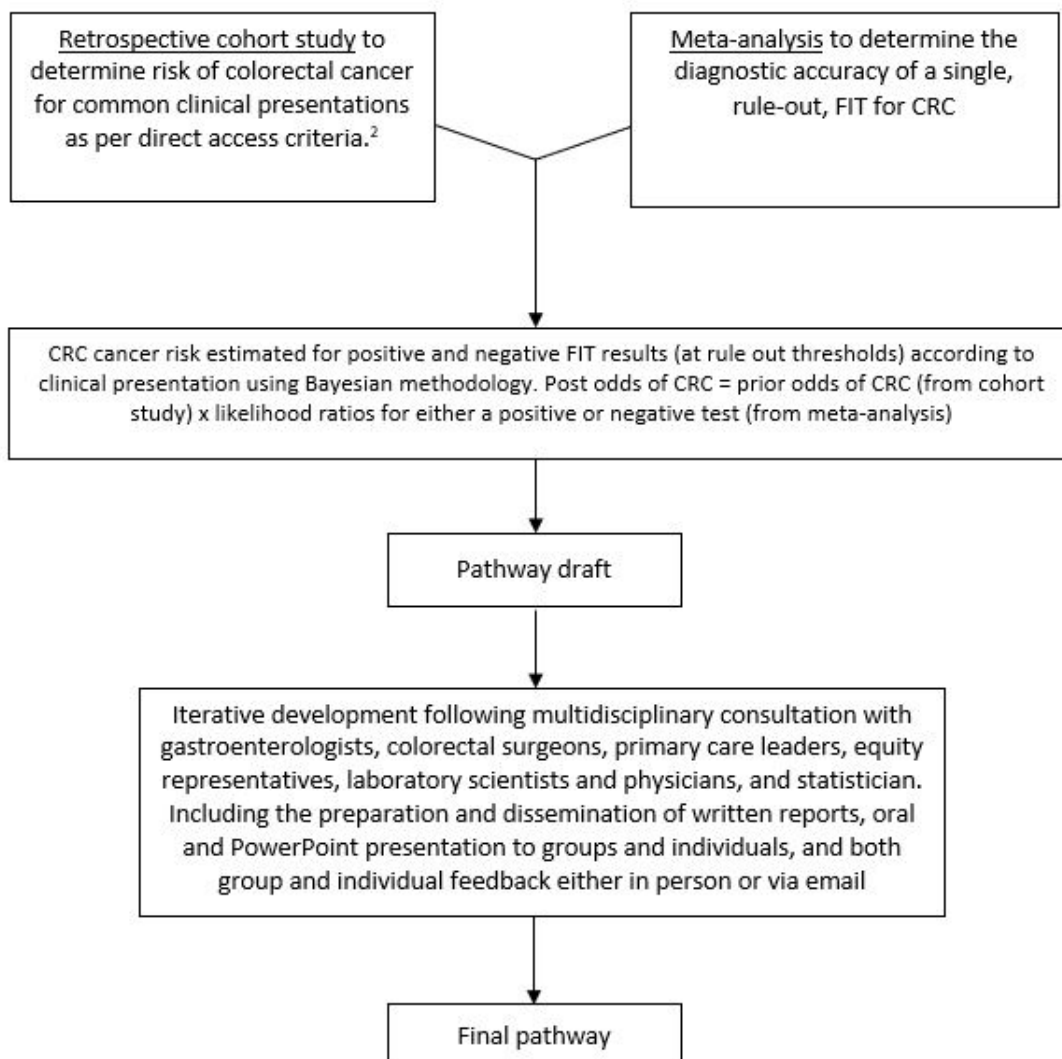 Retrospective cohort study to
determine risk of colorectal cancer
for common clinical presentations
as per direct access criteria.²
Meta-analysis to determine the
diagnostic accuracy of a single,
rule-out, FIT for CRC
CRC cancer risk estimated for positive and negative FIT results (at rule out thresholds) according to
clinical presentation using Bayesian methodology. Post odds of CRC = prior odds of CRC (from cohort
study) x likelihood ratios for either a positive or negative test (from meta-analysis)
Pathway draft
Iterative development following multidisciplinary consultation with
gastroenterologists, colorectal surgeons, primary care leaders, equity
representatives, laboratory scientists and physicians, and statistician.
Including the preparation and dissemination of written reports, oral
and PowerPoint presentation to groups and individuals, and both
group and individual feedback either in person or via email
Final pathway